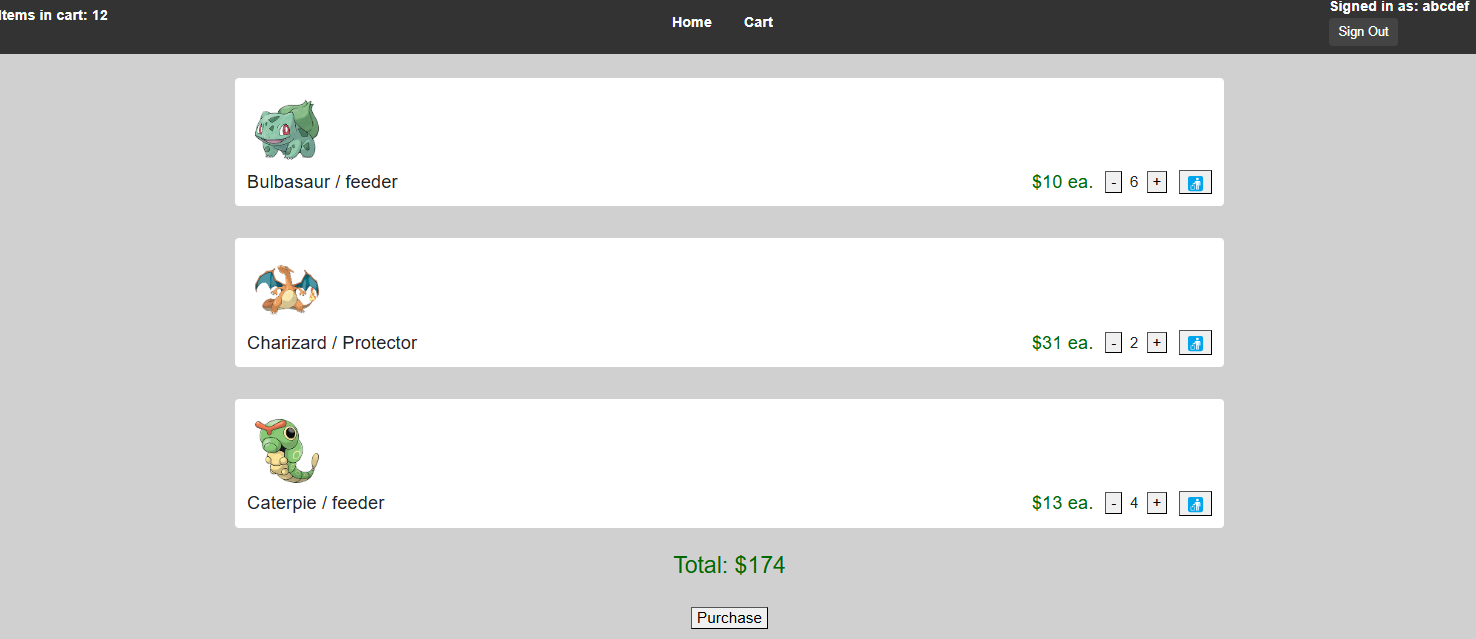 Items in cart: 12
Home Cart
Signed in as: abcdef
Sign Out
Bulbasaur / feeder $10 ea. - 6 +
Charizard / Protector $31 ea. - 2 +
Caterpie / feeder $13 ea. - 4 +
Total: $174
Purchase